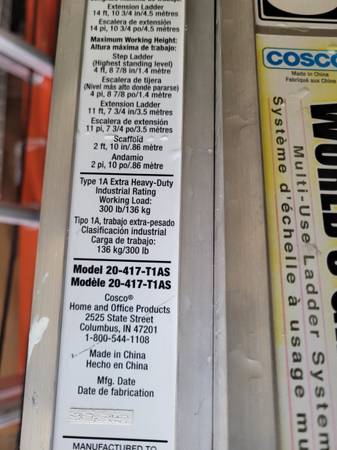 Extension Ladder
14 ft, 10 3/4 in/4.5 metres
Escalera de extensión
14 pi, 10 3/4 po/4.5 metros
Maximum Working Height:
Altura máxima de trabajo:
Step Ladder
(Highest standing level)
4 ft, 8 7/8 in/1.4 metre
Escalera de tijera
(Nivel más alto donde pararse)
4 pi, 8 7/8 po/1.4 metre
Extension Ladder
11 ft, 7 3/4 in/3.5 metres
Escalera de extensión
11 pi, 7 3/4 po/3.5 metros
Scaffold
2 ft, 10 in/.86 métre
Andamio
2 pi, 10 po/.86 métre
Type 1A Extra Heavy-Duty
Industrial Rating
Working Load:
300 lb/136 kg
Tipo 1A, trabajo extra-pesado
Clasificación industrial
Carga de trabajo:
136 kg/300 lb
Model 20-417-T1AS
Modèle 20-417-T1AS
Cosco®
Home and Office Products
2525 State Street
Columbus, IN 47201
1-800-544-1108
Made in China
Hecho en China
Mfg. Date
Date de fabrication
MANUFACTURED TO
COSCO
Made in China
Fabriqué aux Chine
WORLD'S
Multi-Use Ladder System
Système d'échelle à usage mu